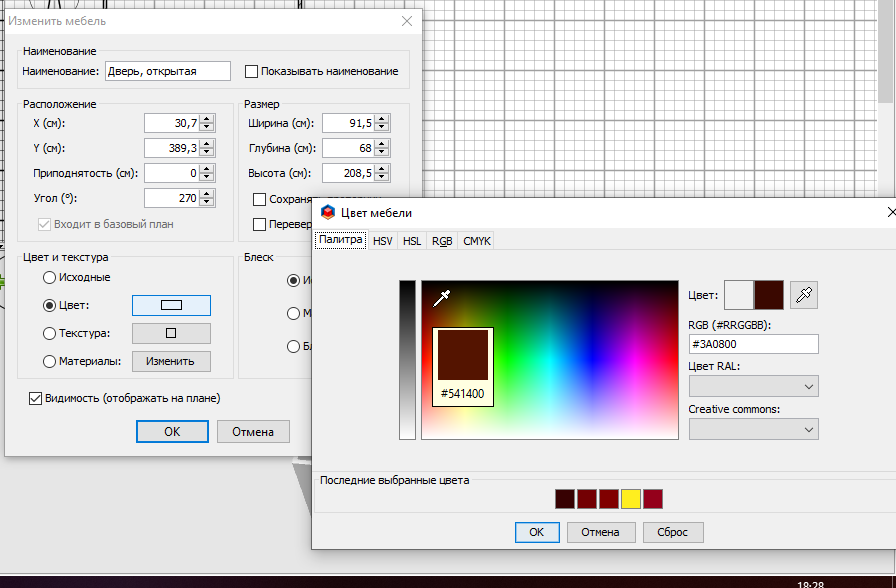 Изменить мебель
Наименование
Наименование: Дверь, открытая Показывать наименование
Расположение
X (см): 30,7
Y (см): 389,3
Приподнятость (см): 0
Угол (°): 270
Входит в базовый план
Размер
Ширина (см): 91,5
Глубина (см): 68
Высота (см): 208,5
Цвет и текстура
Исходные
Цвет:
Текстура:
Материалы: Изменить
Блеск
Видимость (отображать на плане)
OK Отмена
Цвет мебели
Палитра HSV HSL RGB CMYK
#541400
Цвет:
RGB (#RRGGBB):
#3A0800
Цвет RAL:
Creative commons:
Последние выбранные цвета
OK Отмена Сброс
18:28